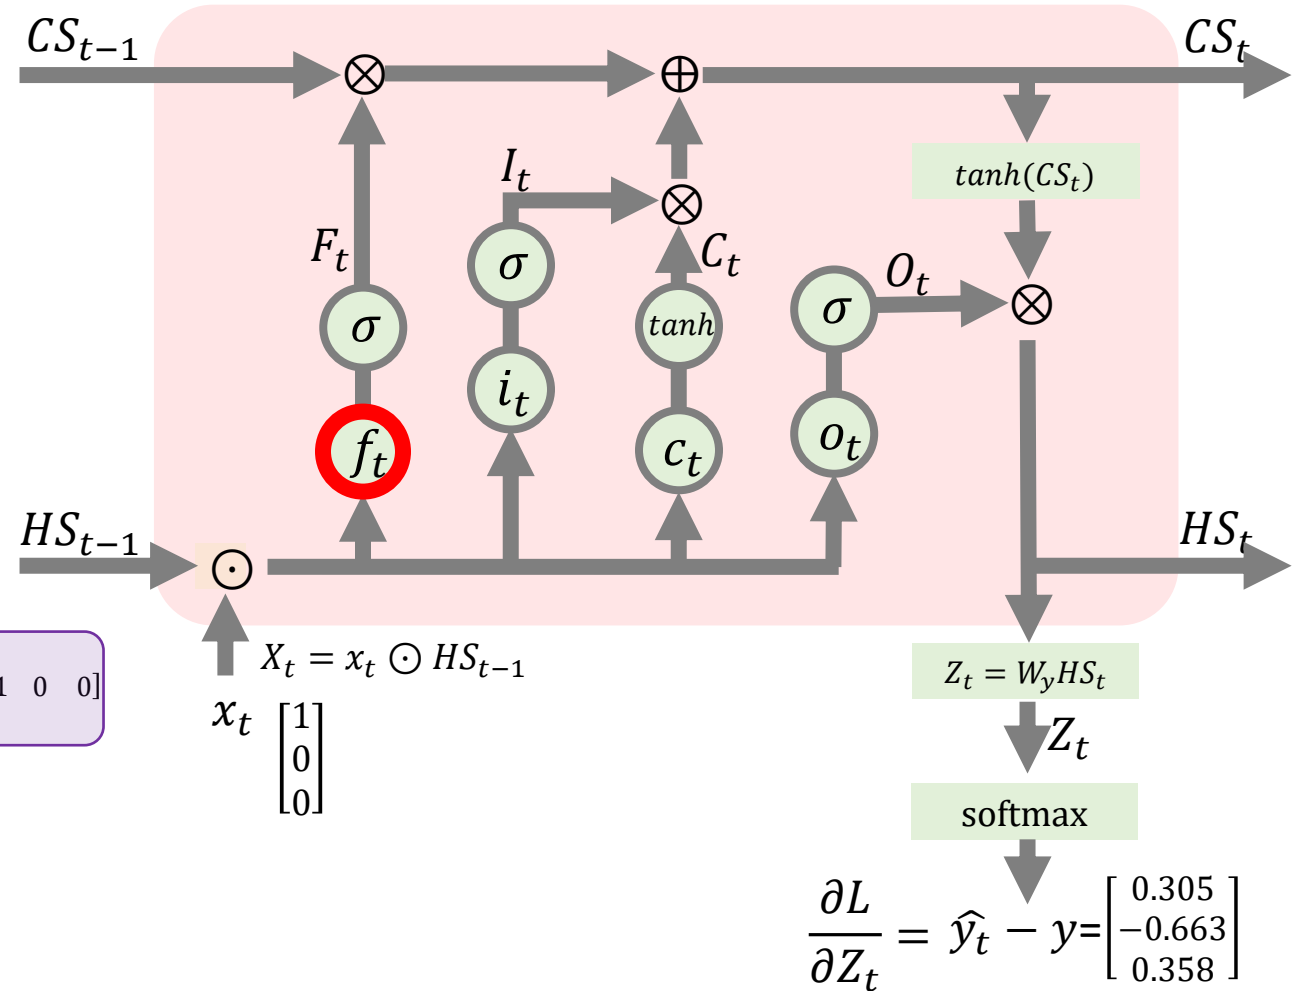 CS_{t−1}
CS_t
⊗
⊕
tanh(CS_t)
I_t
⊗
F_t
σ
C_t
O_t
σ
tanh
σ
⊗
i_t
f_t
c_t
o_t
HS_{t−1}
HS_t
⊙
X_t = x_t ⊙ HS_{t−1}
1 0 0]
x_t [1
0
0]
Z_t = W_yHS_t
Z_t
softmax
∂L/∂Z_t = ŷ_t − y= [0.305
−0.663
0.358]